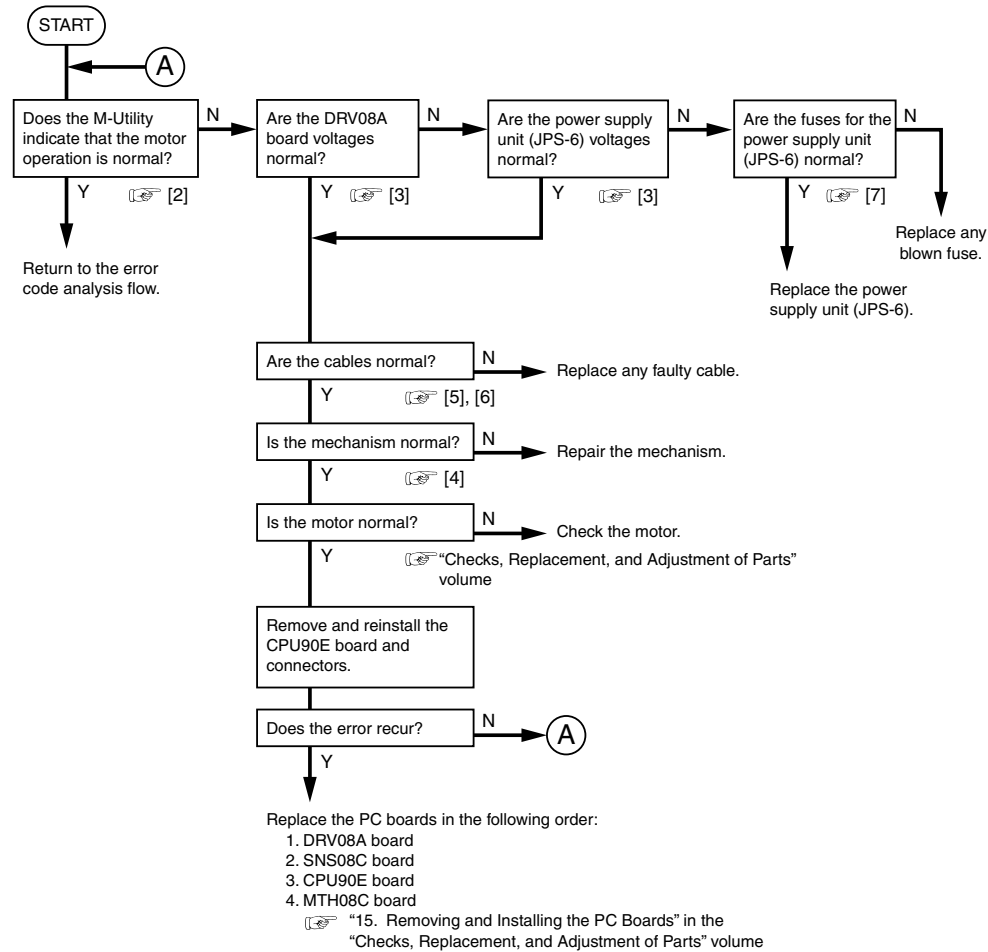 START
A
Does the M-Utility
indicate that the motor
operation is normal?
N
Y
[2]
Return to the error
code analysis flow.
Are the DRV08A
board voltages
normal?
N
Y
[3]
Are the power supply
unit (JPS-6) voltages
normal?
N
Y
[3]
Are the fuses for the
power supply unit
(JPS-6) normal?
N
Y
[7]
Replace any
blown fuse.
Replace the power
supply unit (JPS-6).
Are the cables normal?
N
Replace any faulty cable.
Y
[5], [6]
Is the mechanism normal?
N
Repair the mechanism.
Y
[4]
Is the motor normal?
N
Check the motor.
Y
"Checks, Replacement, and Adjustment of Parts"
volume
Remove and reinstall the
CPU90E board and
connectors.
Does the error recur?
N
A
Y
Replace the PC boards in the following order:
1. DRV08A board
2. SNS08C board
3. CPU90E board
4. MTH08C board
"15. Removing and Installing the PC Boards" in the
"Checks, Replacement, and Adjustment of Parts" volume